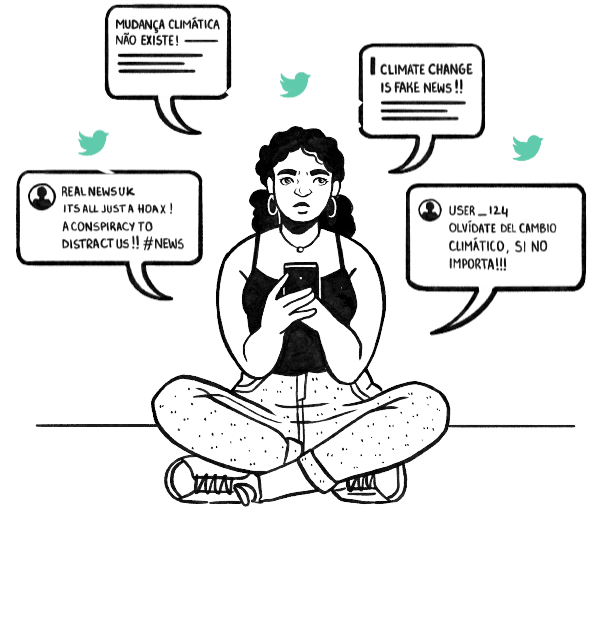 MUDANÇA CLIMÁTICA
NÃO EXISTE!
CLIMATE CHANGE
IS FAKE NEWS!!
REALNEWSUK
ITS ALL JUST A HOAX!
A CONSPIRACY TO
DISTRACT US!! #NEWS
USER_124
OLVÍDATE DEL CAMBIO
CLIMÁTICO, SI NO
IMPORTA!!!